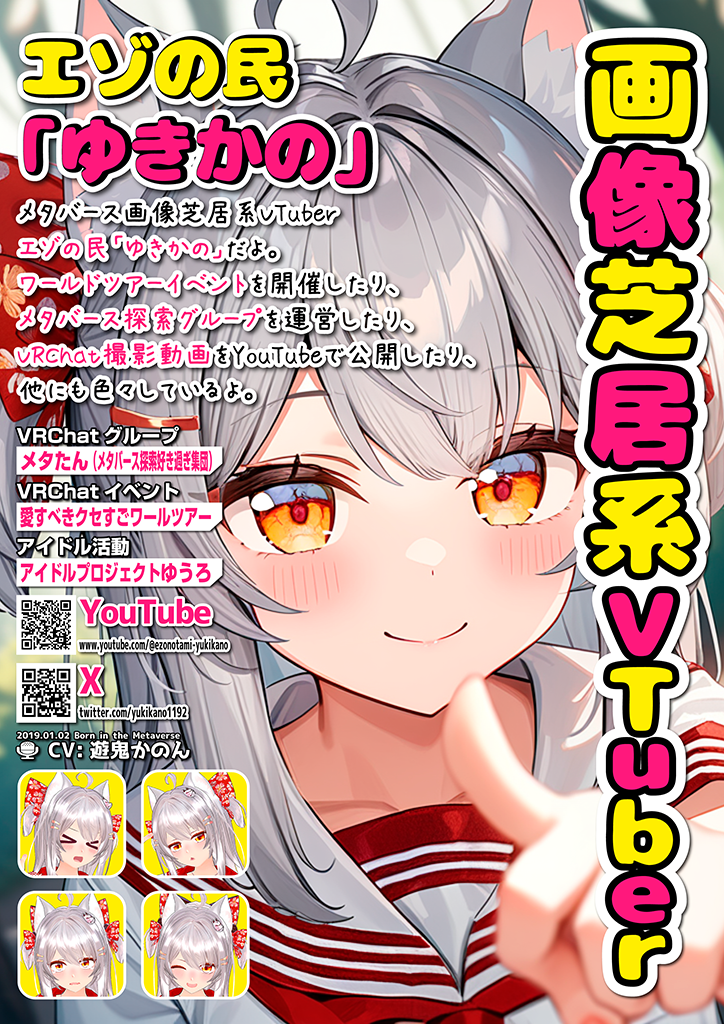 エゾの民
「ゆきかの」
画像芝居系VTuber
メタバース画像芝居系VTuber
エゾの民「ゆきかの」だよ。
ワールドツアーイベントを開催したり、
メタバース探索グループを運営したり、
VRChat撮影動画をYouTubeで公開したり、
他にも色々しているよ。
VRChat グループ
メタたん（メタバース探索好き過ぎ集団）
VRChat イベント
愛すべきクセすごワールツアー
アイドル活動
アイドルプロジェクトゆうろ
YouTube
www.youtube.com/@ezonotami-yukikano
X
twitter.com/yukikano1192
2019.01.02 Born in the Metaverse
CV: 遊鬼かのん